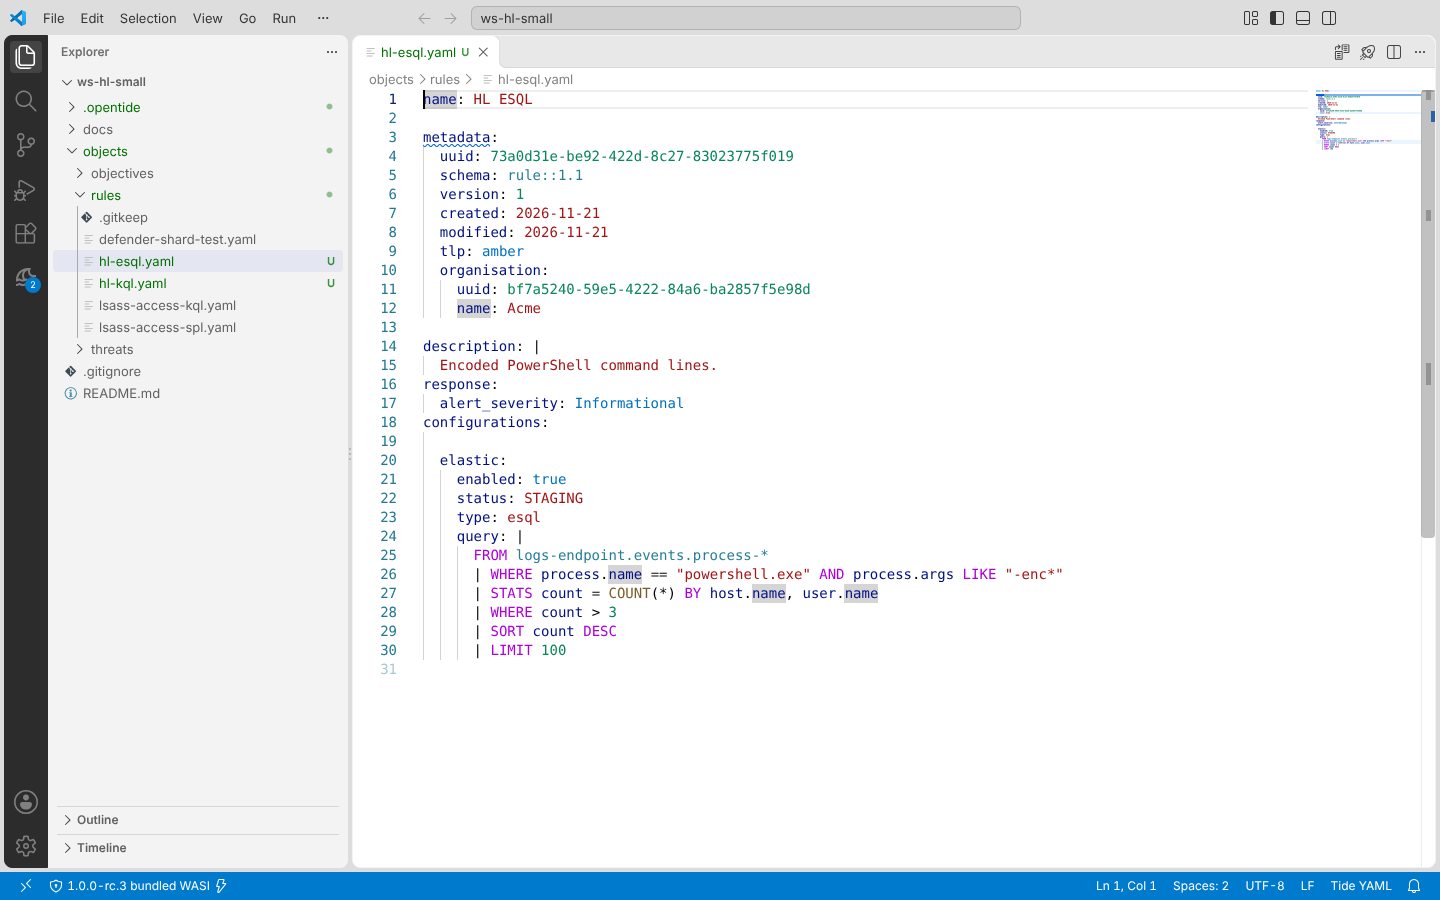 File Edit Selection View Go Run ···
ws-hl-small
Explorer
ws-hl-small
.opentide
docs
objects
objectives
rules
.gitkeep
defender-shard-test.yaml
hl-esql.yaml U
hl-kql.yaml U
lsass-access-kql.yaml
lsass-access-spl.yaml
threats
.gitignore
README.md
2
Outline
Timeline
hl-esql.yaml U
objects > rules > hl-esql.yaml
1 name: HL ESQL
2
3 metadata:
4 uuid: 73a0d31e-be92-422d-8c27-83023775f019
5 schema: rule::1.1
6 version: 1
7 created: 2026-11-21
8 modified: 2026-11-21
9 tlp: amber
10 organisation:
11 uuid: bf7a5240-59e5-4222-84a6-ba2857f5e98d
12 name: Acme
13
14 description: |
15 Encoded PowerShell command lines.
16 response:
17 alert_severity: Informational
18 configurations:
19
20 elastic:
21 enabled: true
22 status: STAGING
23 type: esql
24 query: |
25 FROM logs-endpoint.events.process-*
26 | WHERE process.name == "powershell.exe" AND process.args LIKE "-enc*"
27 | STATS count = COUNT(*) BY host.name, user.name
28 | WHERE count > 3
29 | SORT count DESC
30 | LIMIT 100
31
1.0.0-rc.3 bundled WASI
Ln 1, Col 1 Spaces: 2 UTF-8 LF Tide YAML